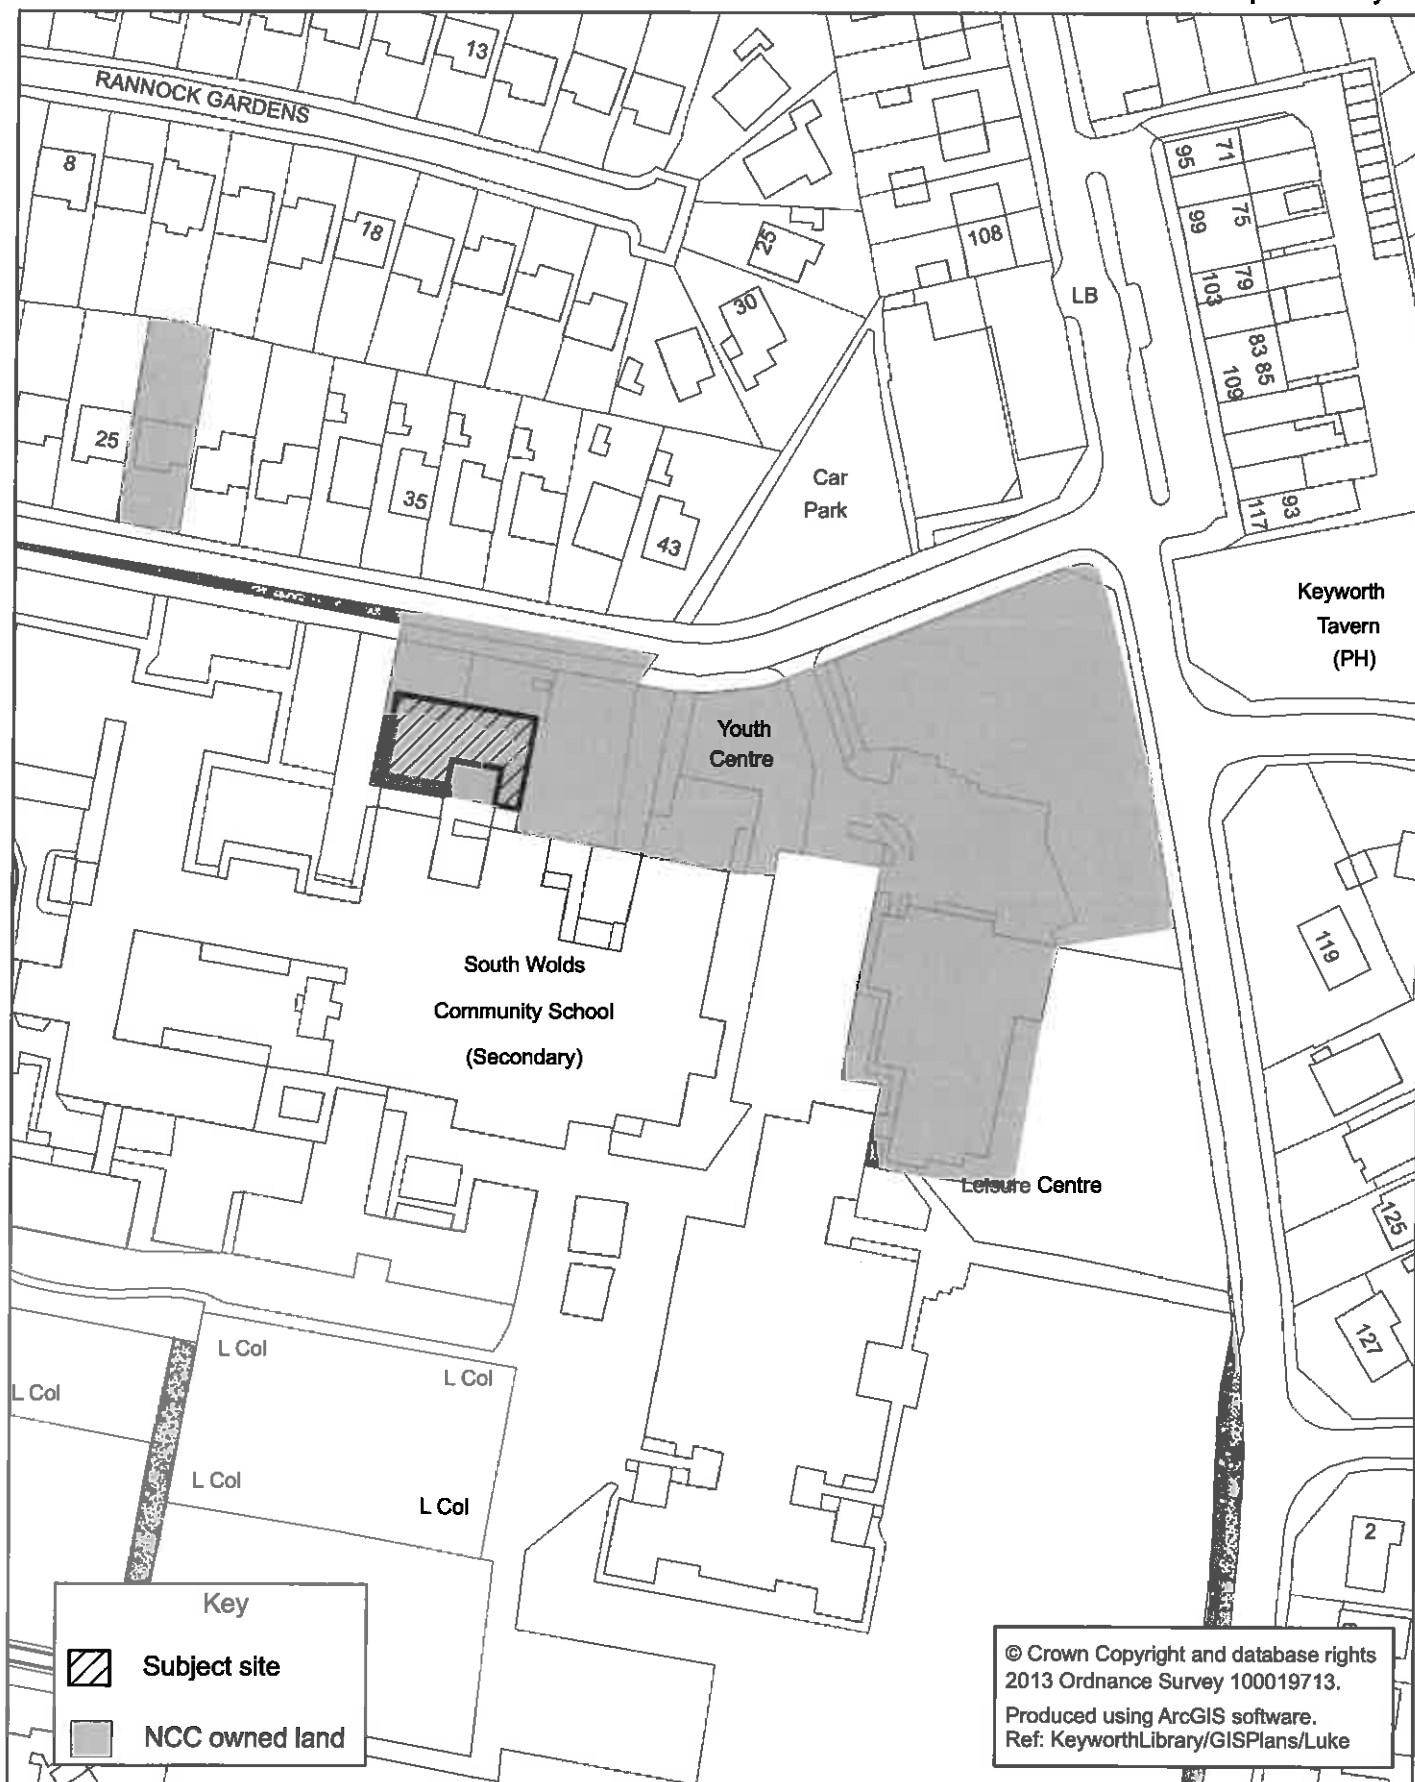 13
RANNOCK GARDENS
8
18
25
108
30
LB
95
71
99
75
103
79
83 85
109
117
93
25
35
43
Car
Park
Keyworth
Tavern
(PH)
Youth
Centre
South Wolds
Community School
(Secondary)
119
Leisure Centre
125
127
L Col
L Col
L Col
L Col
L Col
2
Key
Subject site
NCC owned land
© Crown Copyright and database rights
2013 Ordnance Survey 100019713.
Produced using ArcGIS software.
Ref: KeyworthLibrary/GISPlans/Luke